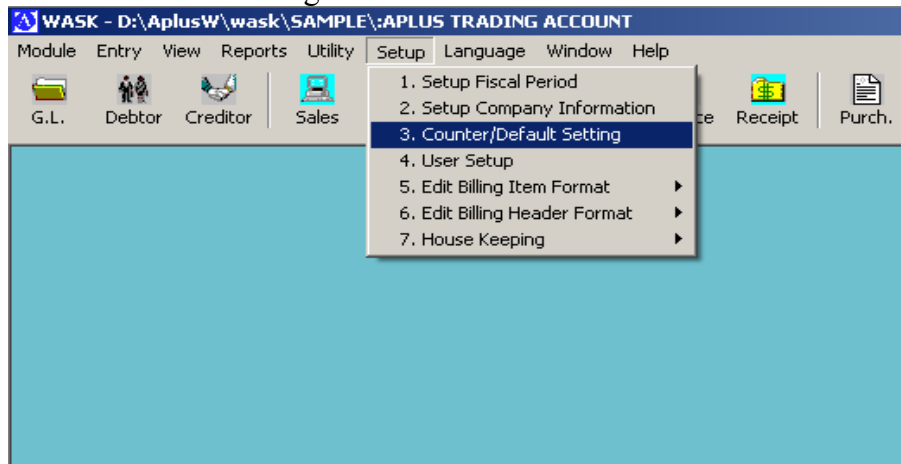 WASK - D:\AplusW\wask\SAMPLE\:APLUS TRADING ACCOUNT
Module Entry View Reports Utility Setup Language Window Help
G.L. Debtor Creditor Sales Receipt Purch.
1. Setup Fiscal Period
2. Setup Company Information
3. Counter/Default Setting
4. User Setup
5. Edit Billing Item Format
6. Edit Billing Header Format
7. House Keeping